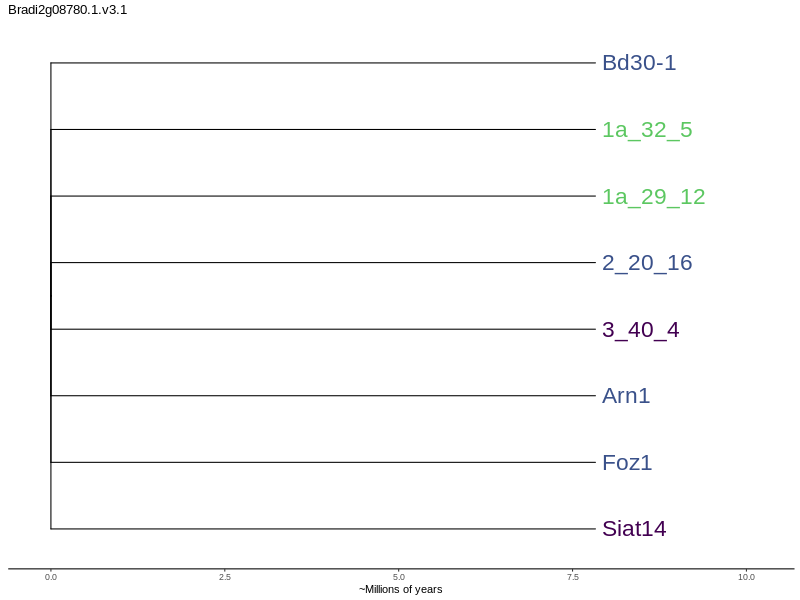 Bradi2g08780.1.v3.1
Bd30-1
1a_32_5
1a_29_12
2_20_16
3_40_4
Arn1
Foz1
Siat14
0.0 2.5 5.0 7.5 10.0
~Millions of years